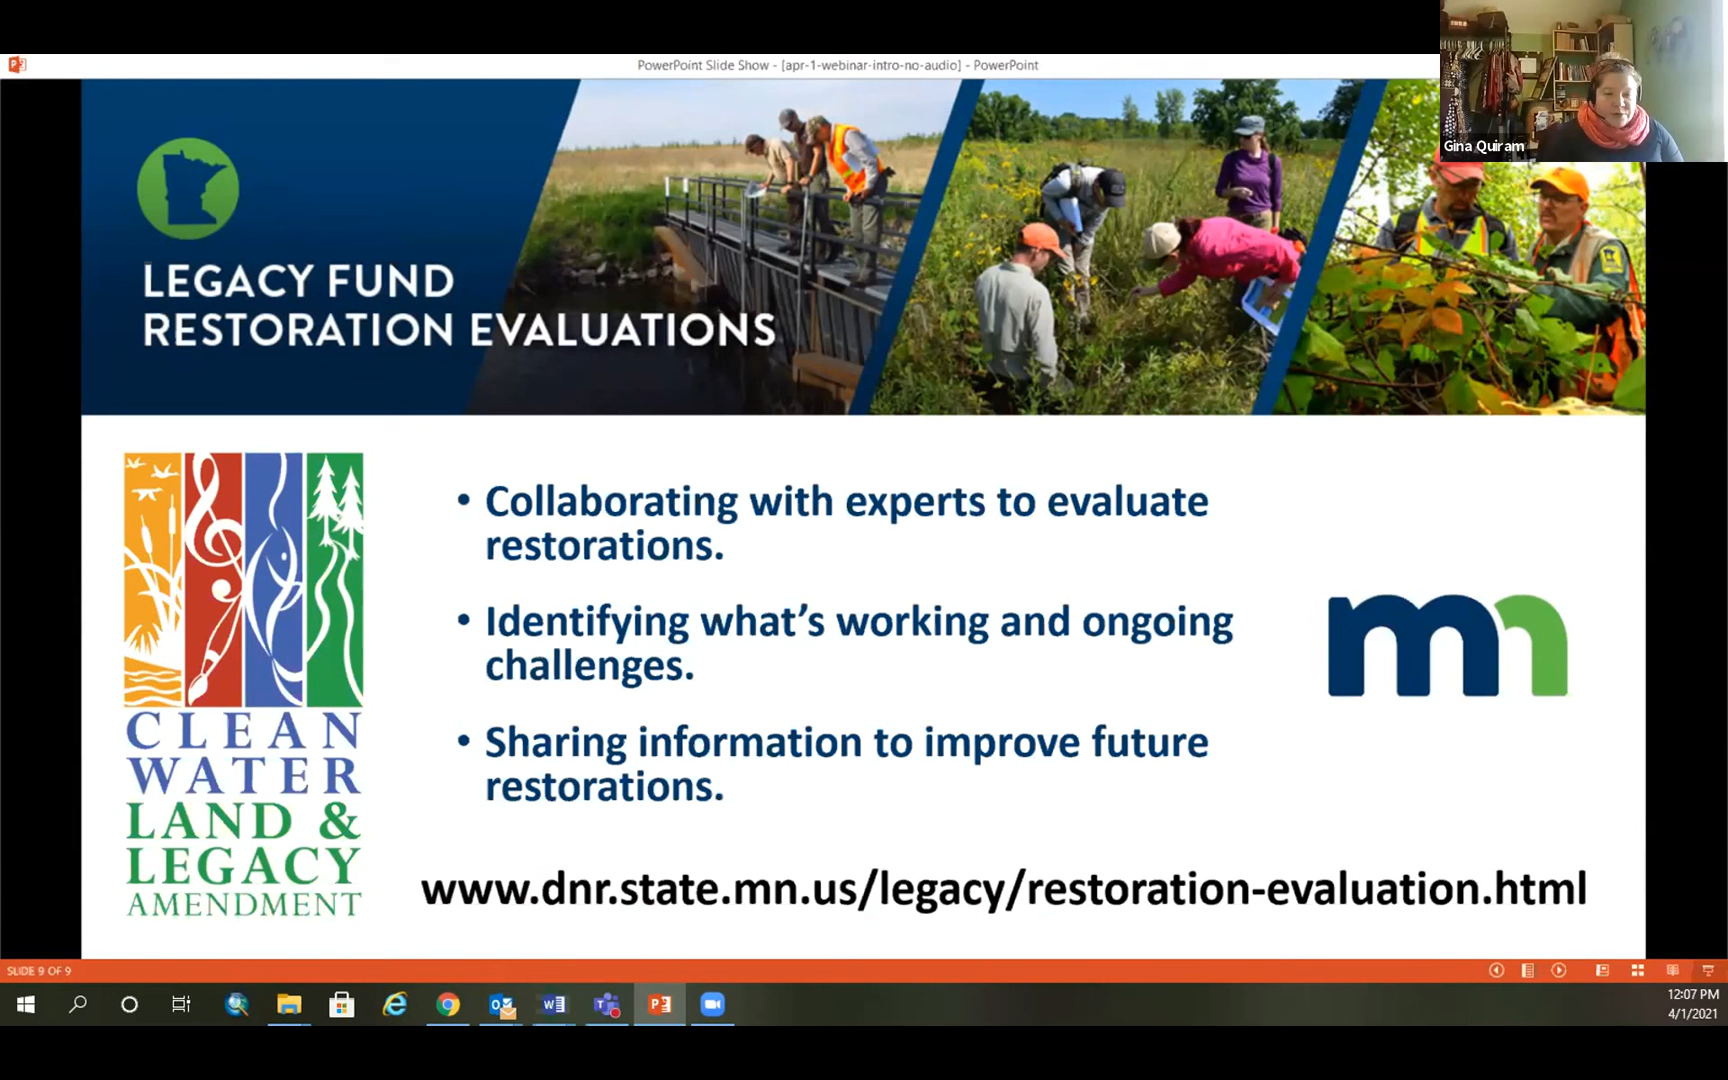 PowerPoint Slide Show - [apr-1-webinar-intro-no-audio] - PowerPoint
Gina Quiram
LEGACY FUND
RESTORATION EVALUATIONS
• Collaborating with experts to evaluate
restorations.
• Identifying what's working and ongoing
challenges.
• Sharing information to improve future
restorations.
mn
CLEAN
WATER
LAND &
LEGACY
AMENDMENT
www.dnr.state.mn.us/legacy/restoration-evaluation.html
SLIDE 9 OF 9
12:07 PM
4/1/2021